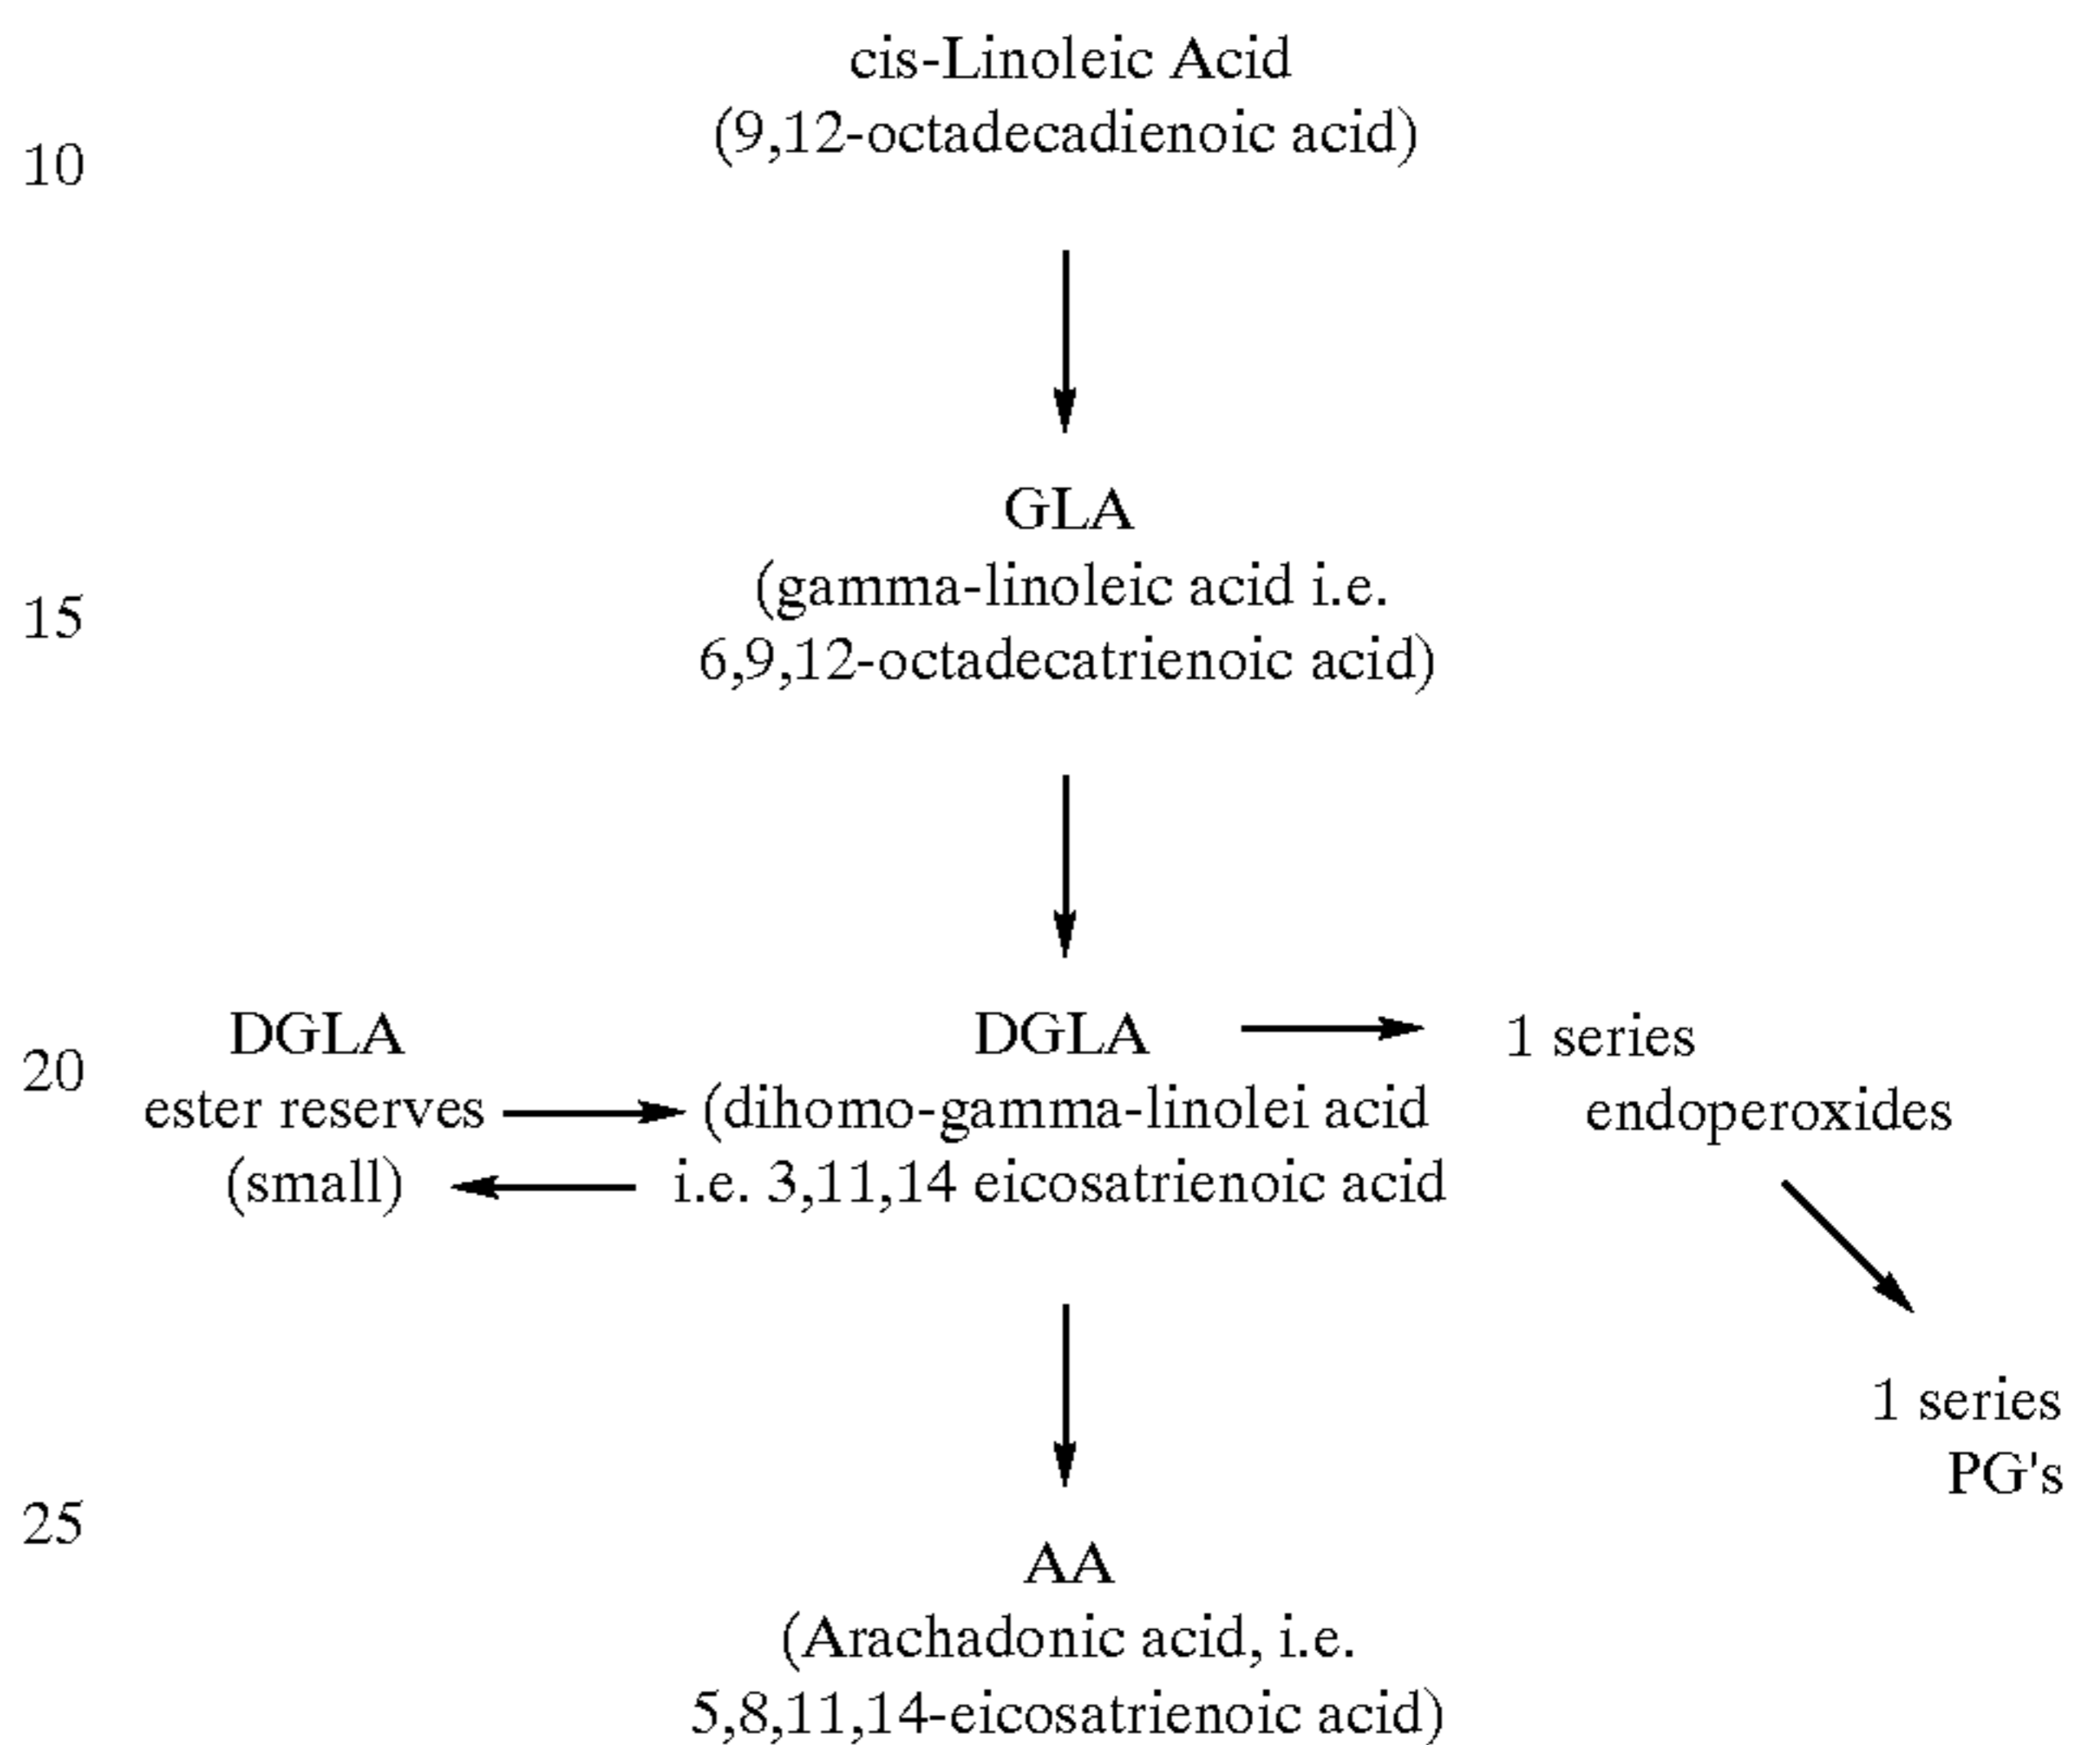 cis-Linoleic Acid
(9,12-octadecadienoic acid)
10
GLA
(gamma-linoleic acid i.e.
15
6,9,12-octadecatrienoic acid)
DGLA
DGLA
1 series
20
ester reserves
(dihomo-gamma-linolei acid
endoperoxides
(small)
i.e. 3,11,14 eicosatrienoic acid
1 series
PG's
25
AA
(Arachadonic acid, i.e.
5,8,11,14-eicosatrienoic acid)